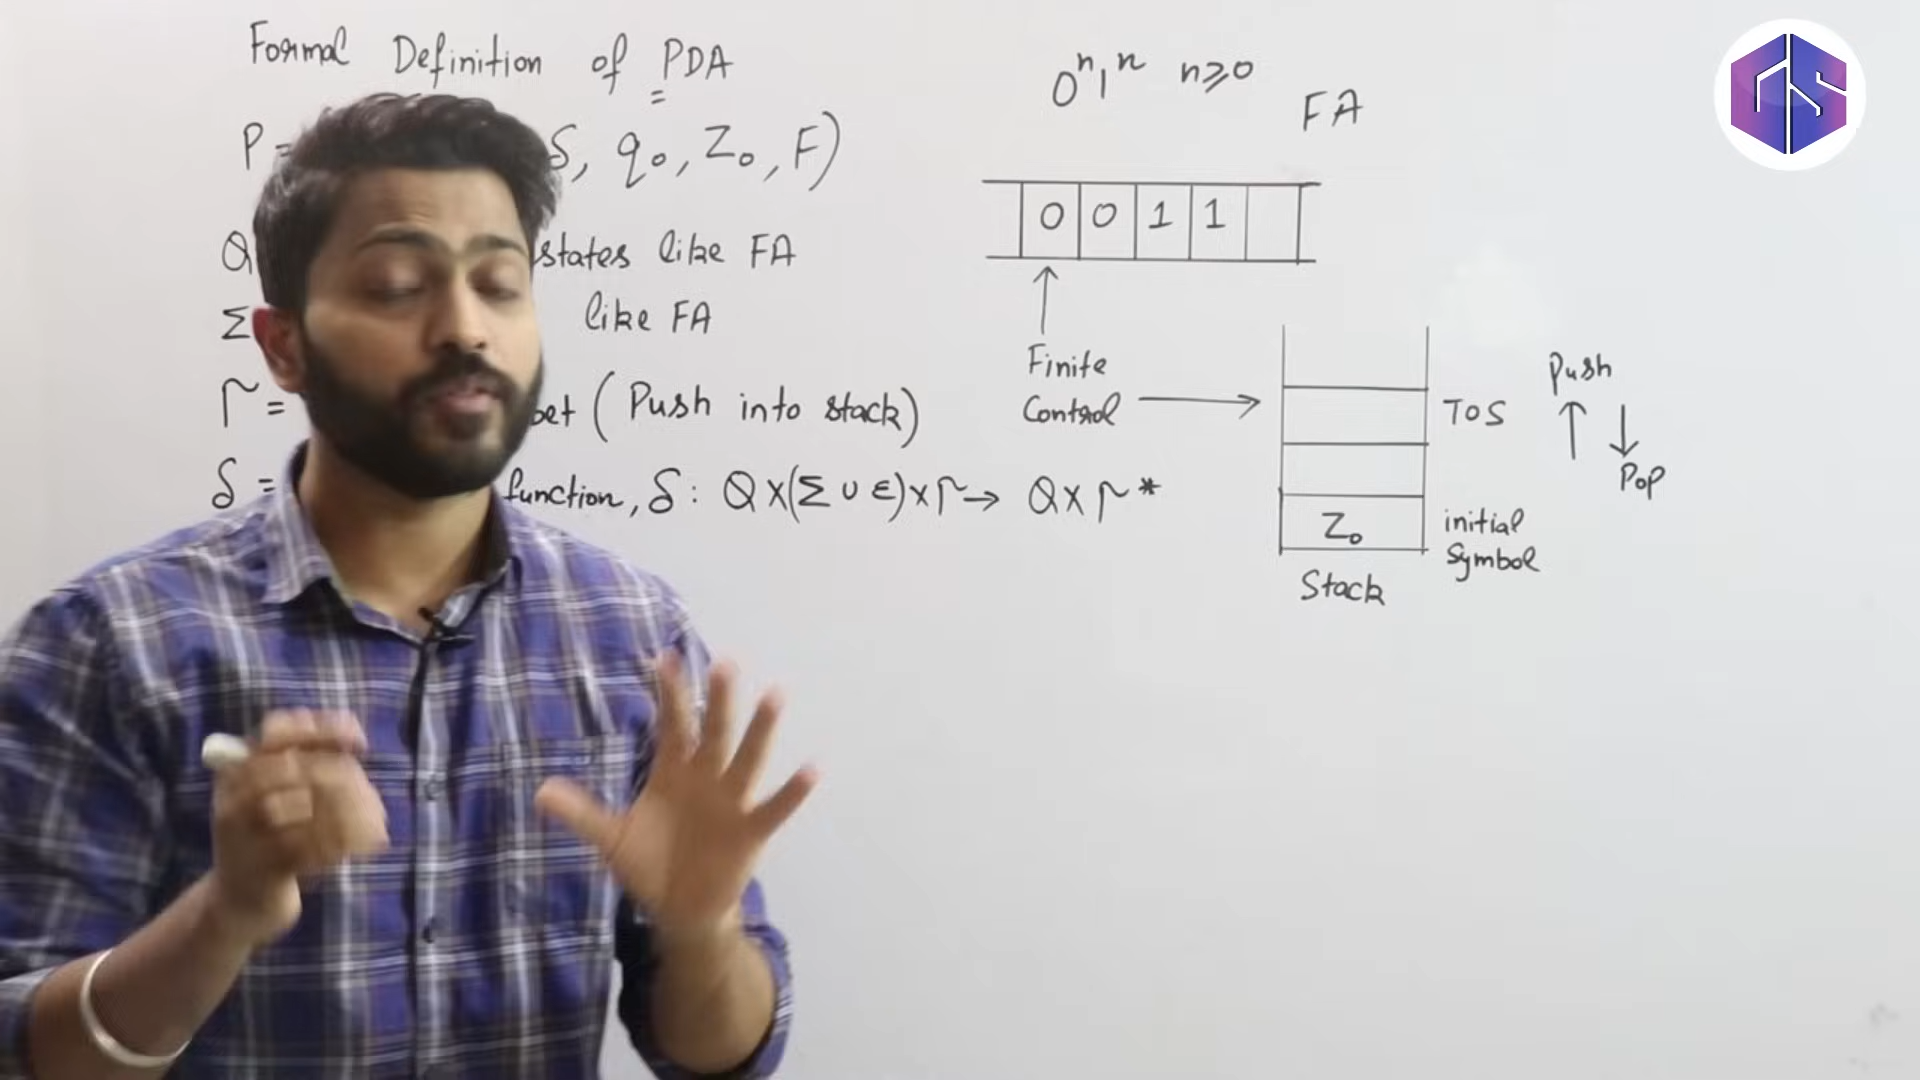 Formal Definition of PDA
P = δ, q₀, Z₀, F)
Q states like FA
Σ like FA
Γ = (Push into stack)
δ = function, δ: Q×(Σ ∪ ε)×Γ→ Q×Γ*
0ⁿ1ⁿ n≥0
FA
0 0 1 1
Finite
Control
TOS
Push
Pop
Z₀
initial
Symbol
Stack